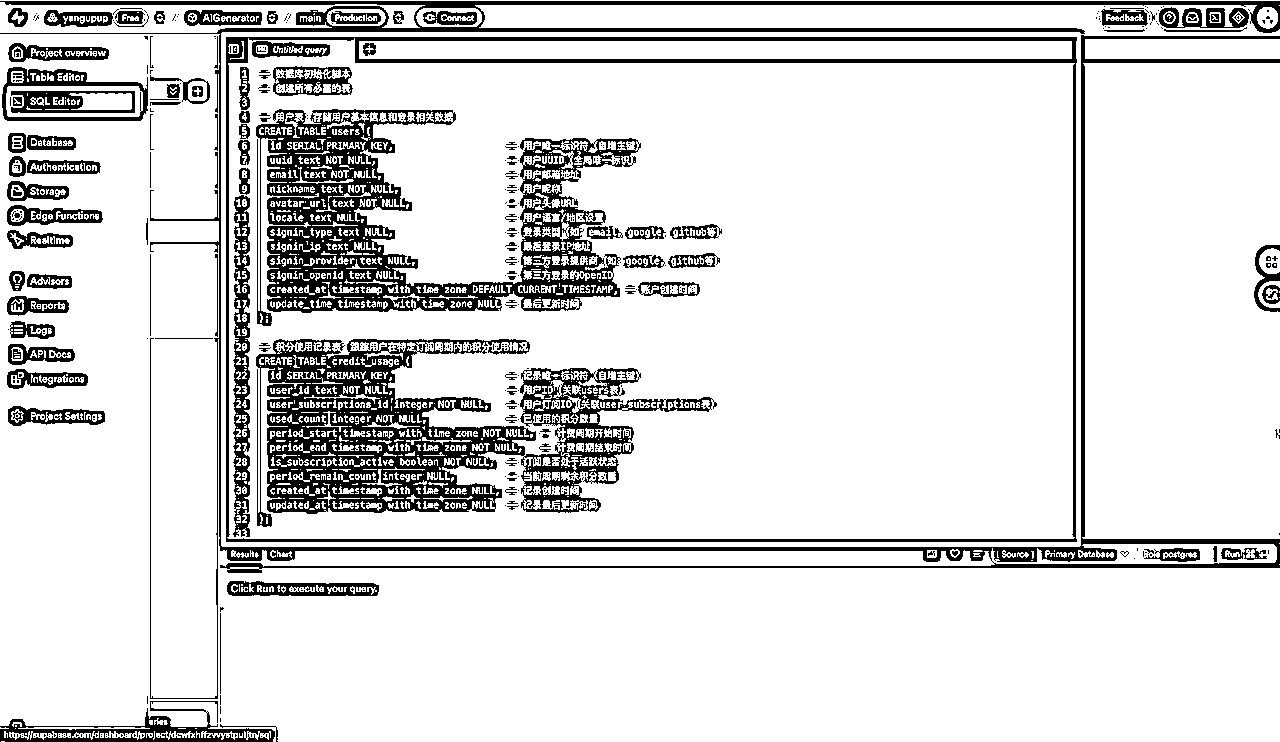 yangupup Free AIGenerator main Production Connect Feedback
Project overview
Table Editor
SQL Editor
Database
Authentication
Storage
Edge Functions
Realtime
Advisors
Reports
Logs
API Docs
Integrations
Project Settings
Untitled query
1 -- 数据库初始化脚本
2 -- 创建所有必需的表
3
4 -- 用户表：存储用户基本信息和登录相关数据
5 CREATE TABLE users (
6 id SERIAL PRIMARY KEY, -- 用户唯一标识符（自增主键）
7 uuid text NOT NULL, -- 用户UUID（全局唯一标识）
8 email text NOT NULL, -- 用户邮箱地址
9 nickname text NOT NULL, -- 用户昵称
10 avatar_url text NOT NULL, -- 用户头像URL
11 locale text NULL, -- 用户语言/地区设置
12 signin_type text NULL, -- 登录类型（如：email、google、github等）
13 signin_ip text NULL, -- 最后登录IP地址
14 signin_provider text NULL, -- 第三方登录提供商（如：google、github等）
15 signin_openid text NULL, -- 第三方登录的OpenID
16 created_at timestamp with time zone DEFAULT CURRENT_TIMESTAMP, -- 账户创建时间
17 update_time timestamp with time zone NULL -- 最后更新时间
18 );
19
20 -- 积分使用记录表：跟踪用户在特定订阅周期内的积分使用情况
21 CREATE TABLE credit_usage (
22 id SERIAL PRIMARY KEY, -- 记录唯一标识符（自增主键）
23 user_id text NOT NULL, -- 用户ID（关联users表）
24 user_subscriptions_id integer NOT NULL, -- 用户订阅ID（关联user_subscriptions表）
25 used_count integer NOT NULL, -- 已使用的积分数量
26 period_start timestamp with time zone NOT NULL, -- 计费周期开始时间
27 period_end timestamp with time zone NOT NULL, -- 计费周期结束时间
28 is_subscription_active boolean NOT NULL, -- 订阅是否处于活跃状态
29 period_remain_count integer NULL, -- 当前周期剩余积分数量
30 created_at timestamp with time zone NULL, -- 记录创建时间
31 updated_at timestamp with time zone NULL -- 记录最后更新时间
32 );
33
Results Chart Source Primary Database Role postgres Run
Click Run to execute your query.
eries